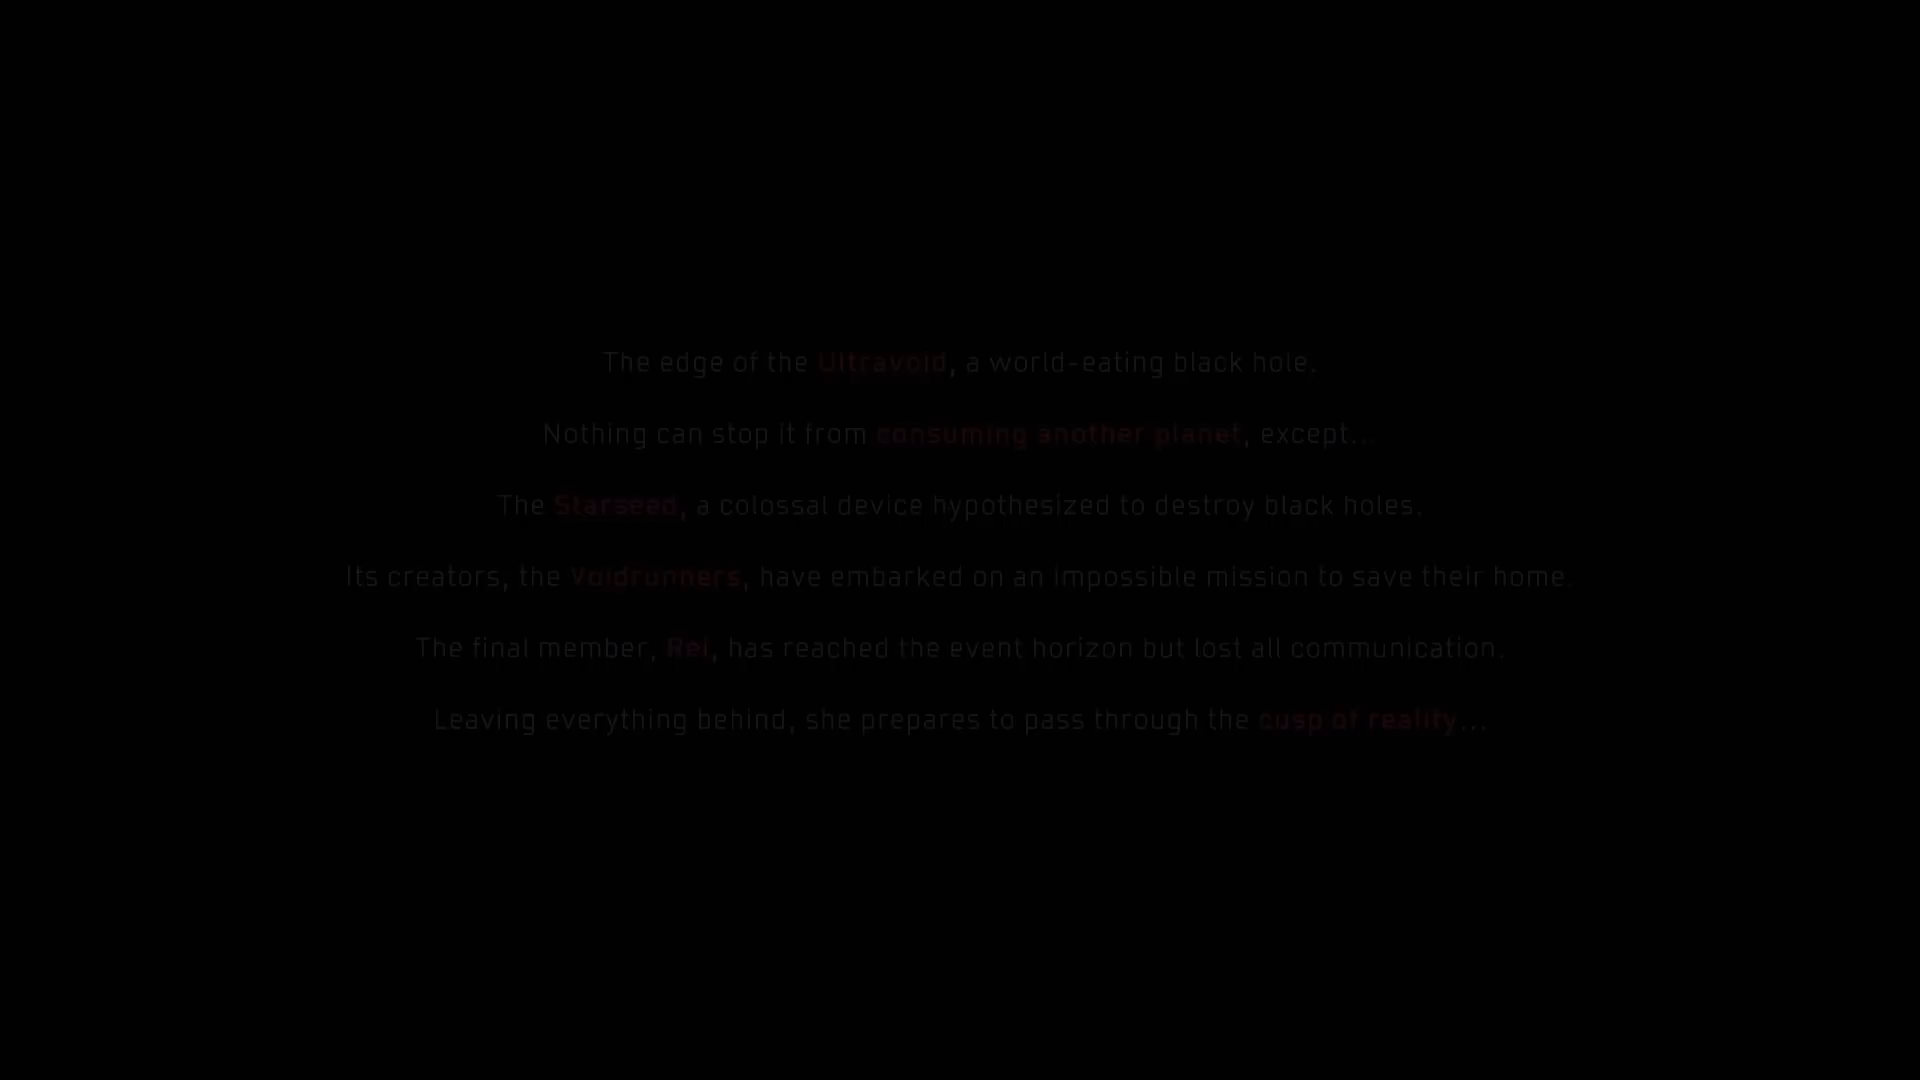 The edge of the Ultravoid, a world-eating black hole.
Nothing can stop it from consuming another planet, except...
The Starseed, a colossal device hypothesized to destroy black holes.
Its creators, the Voidrunners, have embarked on an impossible mission to save their home.
The final member, Rei, has reached the event horizon but lost all communication.
Leaving everything behind, she prepares to pass through the cusp of reality...